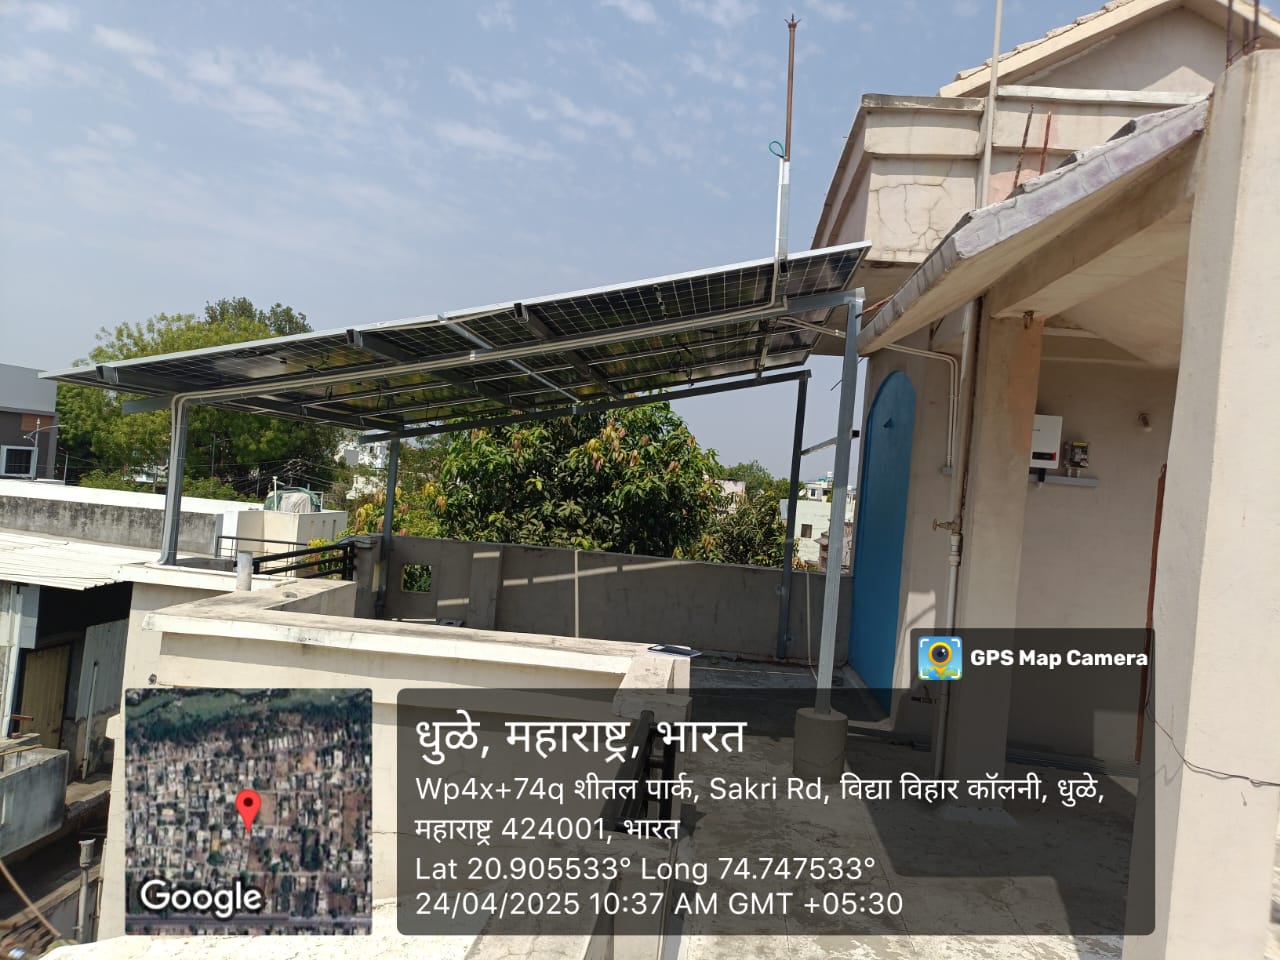 GPS Map Camera
धुळे, महाराष्ट्र, भारत
Wp4x+74q शीतल पार्क, Sakri Rd, विद्या विहार कॉलनी, धुळे,
महाराष्ट्र 424001, भारत
Lat 20.905533° Long 74.747533°
24/04/2025 10:37 AM GMT +05:30
Google